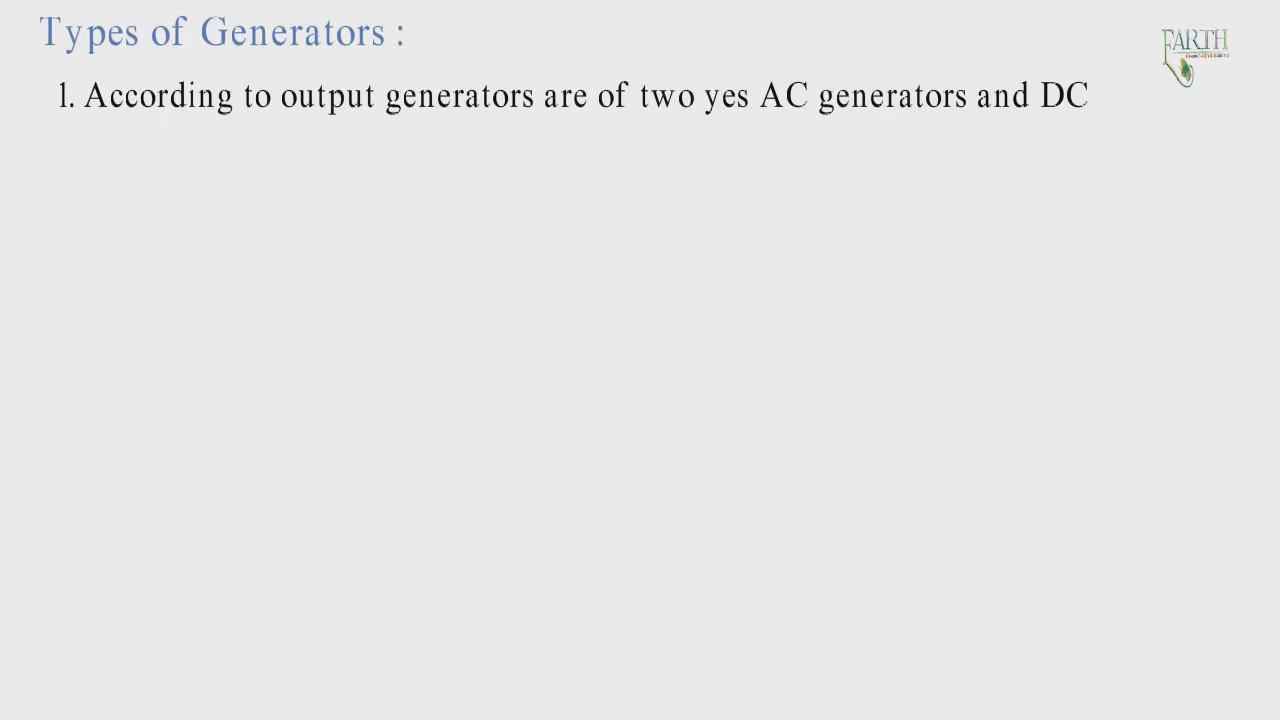 Types of Generators :
EARTH
1. According to output generators are of two yes AC generators and DC